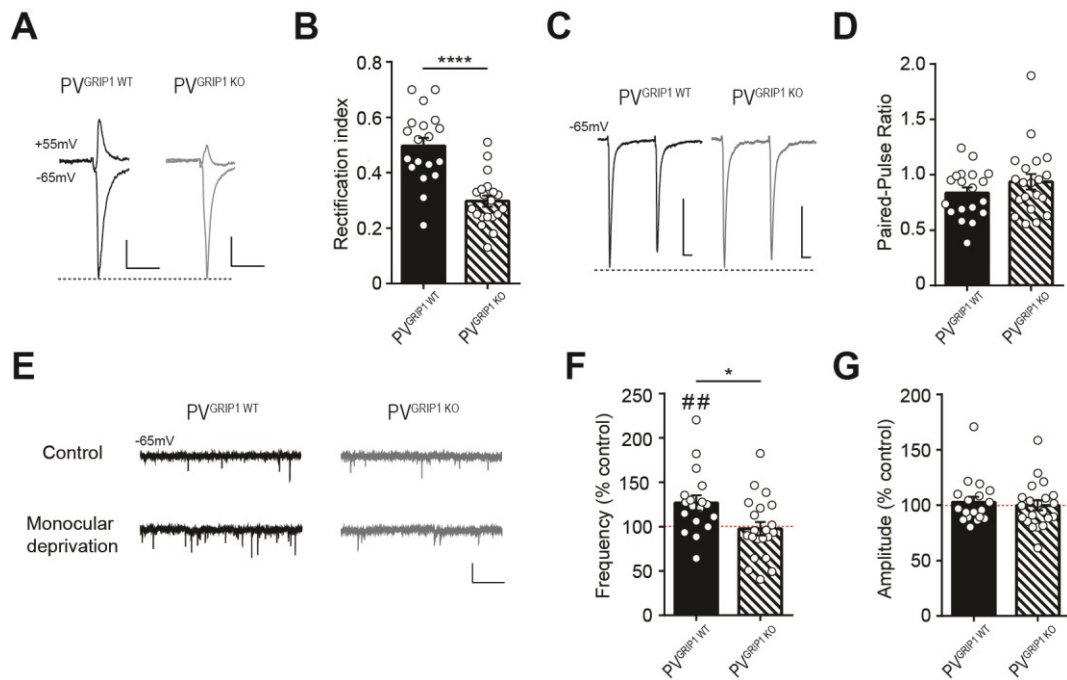 A
PV^GRIP1 WT PV^GRIP1 KO
+55mV
-65mV
B
Rectification index
0.8
0.6
0.4
0.2
0
****
PV^GRIP1 WT PV^GRIP1 KO
C
PV^GRIP1 WT PV^GRIP1 KO
-65mV
D
Paired-Pulse Ratio
2.0
1.5
1.0
0.5
0
PV^GRIP1 WT PV^GRIP1 KO
E
PV^GRIP1 WT PV^GRIP1 KO
-65mV
Control
Monocular
deprivation
F
Frequency (% control)
250
200
150
100
50
0
*
##
PV^GRIP1 WT PV^GRIP1 KO
G
Amplitude (% control)
200
150
100
50
0
PV^GRIP1 WT PV^GRIP1 KO